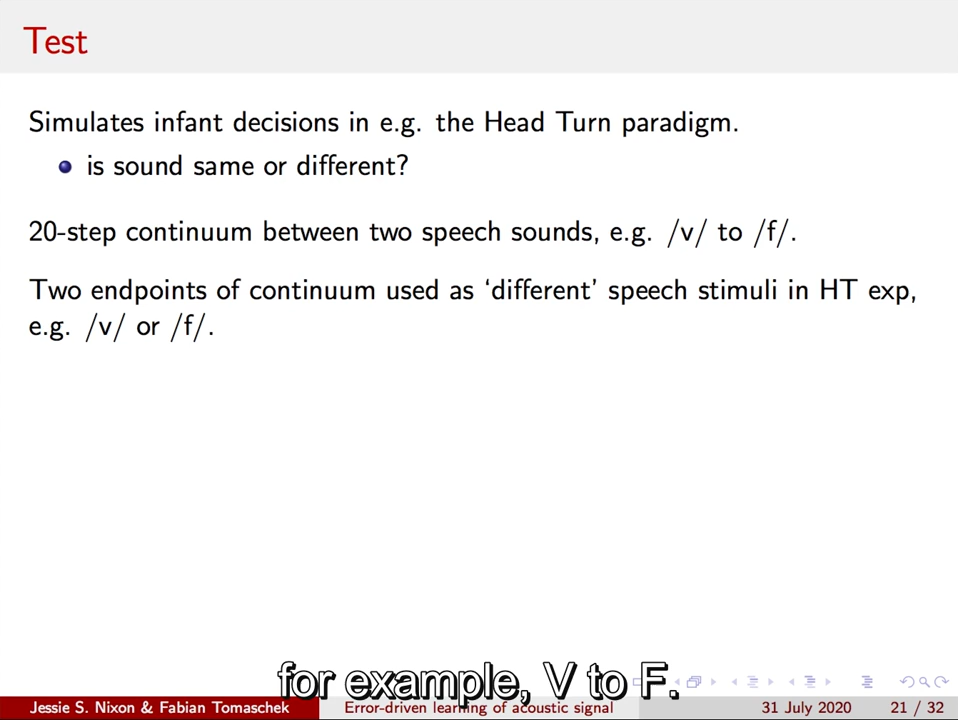 Test
Simulates infant decisions in e.g. the Head Turn paradigm.
is sound same or different?
20-step continuum between two speech sounds, e.g. /v/ to /f/.
Two endpoints of continuum used as ‘different’ speech stimuli in HT exp,
e.g. /v/ or /f/.
for example, V to F.
Jessie S. Nixon & Fabian Tomaschek Error-driven learning of acoustic signal 31 July 2020 21 / 32